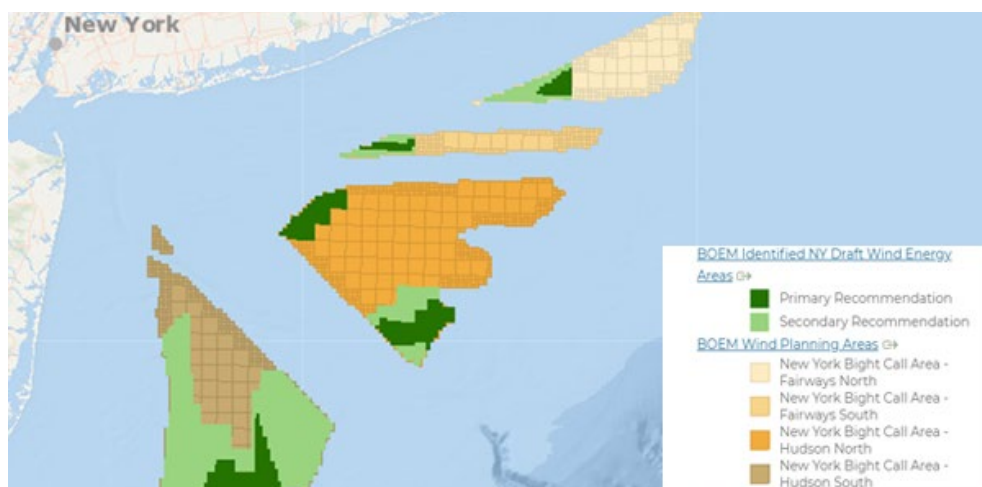 New York
BOEM Identified NY Draft Wind Energy
Areas
Primary Recommendation
Secondary Recommendation
BOEM Wind Planning Areas
New York Bight Call Area -
Fairways North
New York Bight Call Area -
Fairways South
New York Bight Call Area -
Hudson North
New York Bight Call Area -
Hudson South